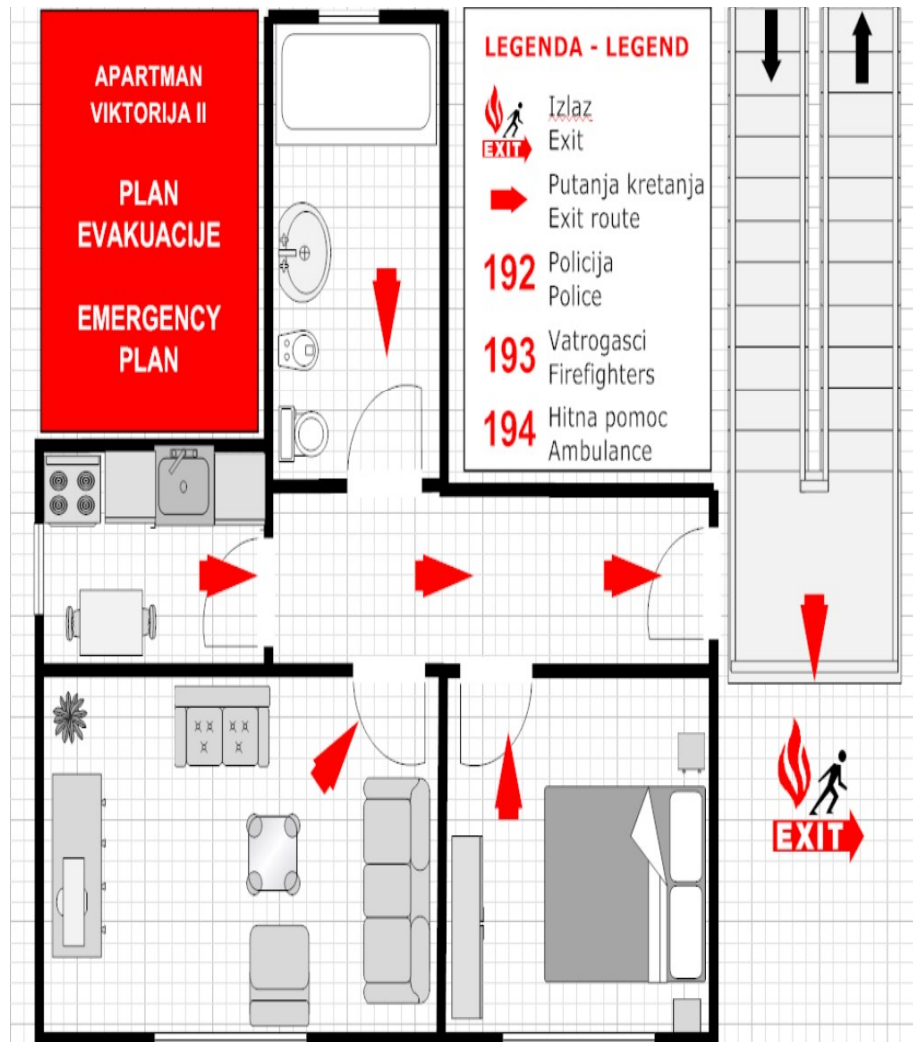 APARTMAN
VIKTORIJA II
PLAN
EVAKUACIJE
EMERGENCY
PLAN
LEGENDA - LEGEND
EXIT
Izlaz
Exit
Putanja kretanja
Exit route
192
Policija
Police
193
Vatrogasci
Firefighters
194
Hitna pomoc
Ambulance
EXIT